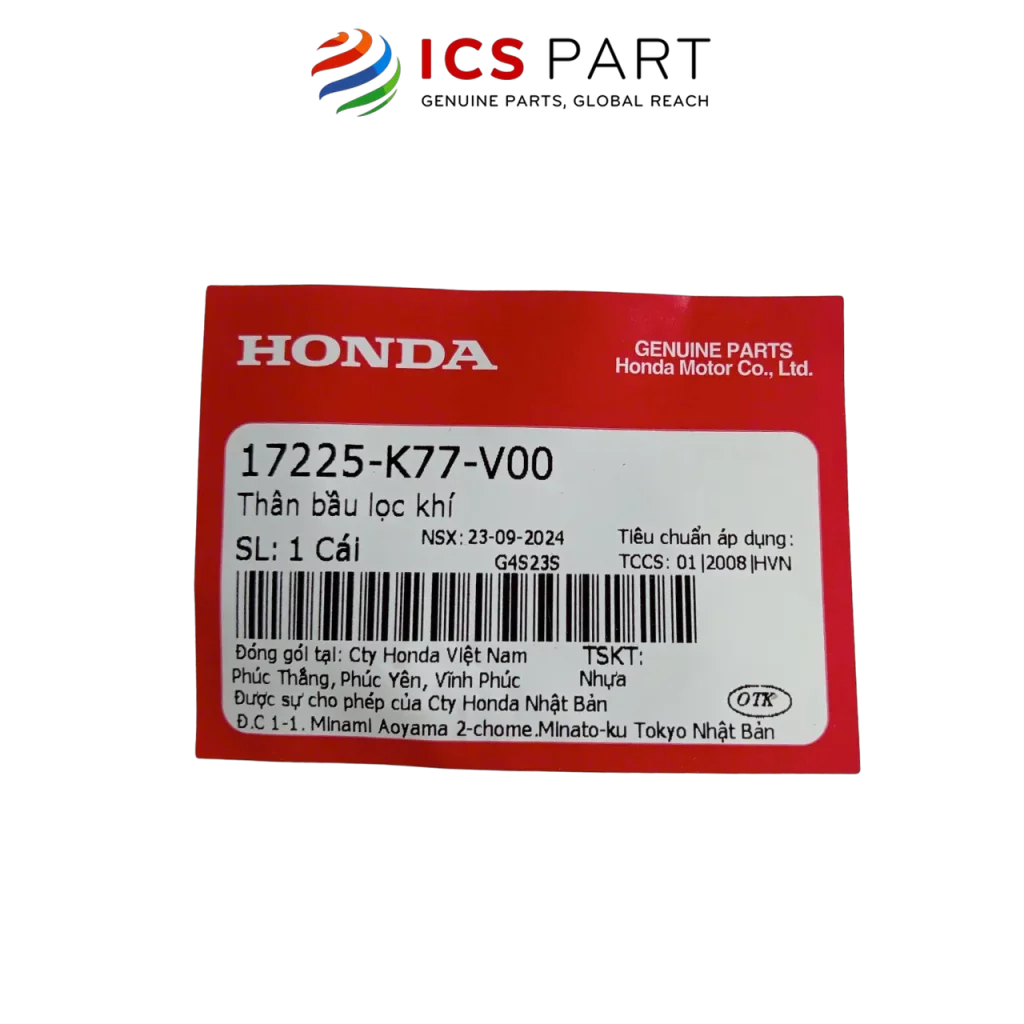 ICS PART
GENUINE PARTS, GLOBAL REACH
HONDA
GENUINE PARTS
Honda Motor Co., Ltd.
17225-K77-V00
Thân bầu lọc khí
SL: 1 Cái
NSX: 23-09-2024
G4S23S
Tiêu chuẩn áp dụng:
TCCS: 01|2008|HVN
Đóng gói tại: Cty Honda Việt Nam
Phúc Thắng, Phúc Yên, Vĩnh Phúc
TSKT:
Nhựa
Được sự cho phép của Cty Honda Nhật Bản
Đ.C 1-1. Minami Aoyama 2-chome.Minato-ku Tokyo Nhật Bản
OTK